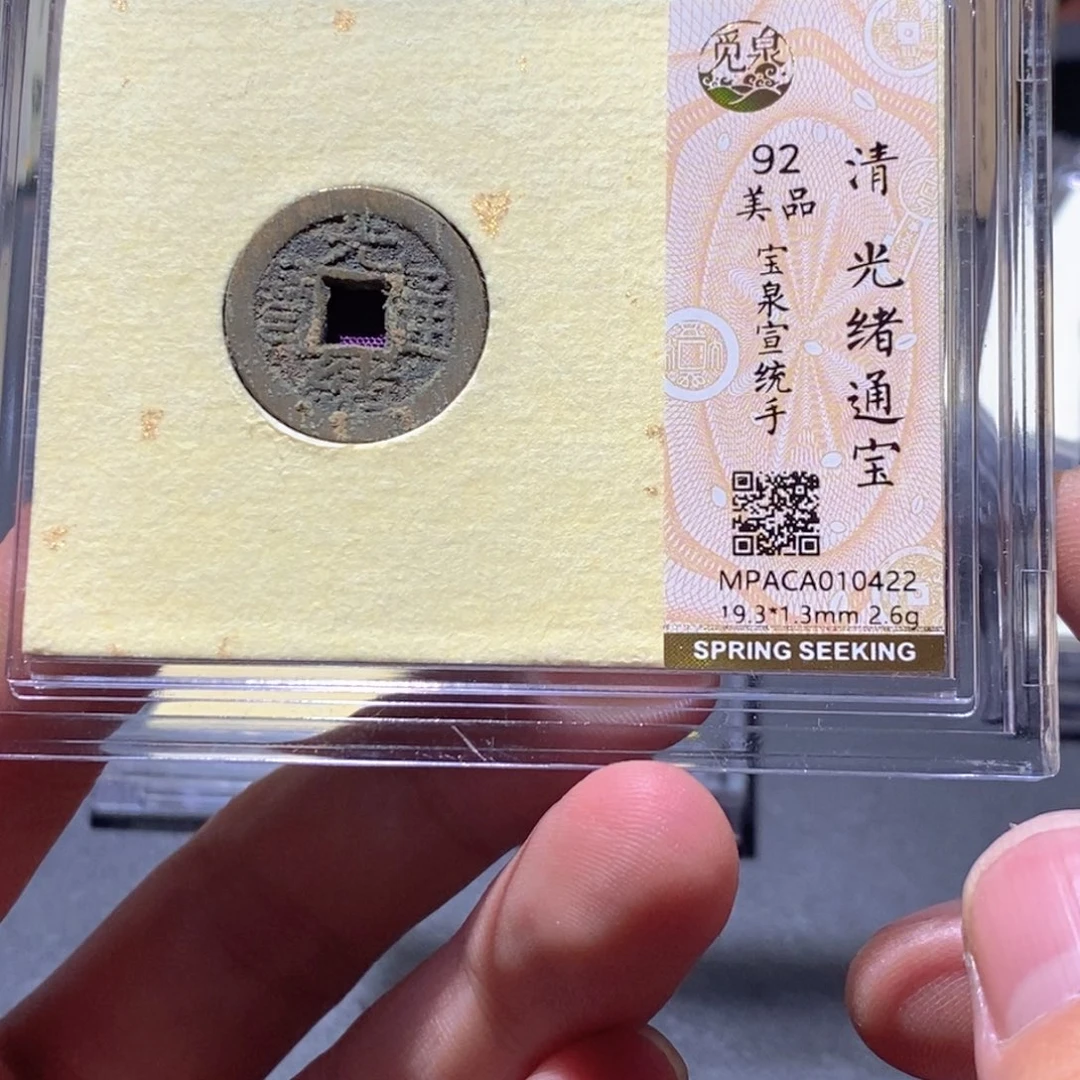 觅泉
92
美品
宝泉宣统手
清 光绪通宝
MPACA010422
19.3*1.3mm 2.6g
SPRING SEEKING
光